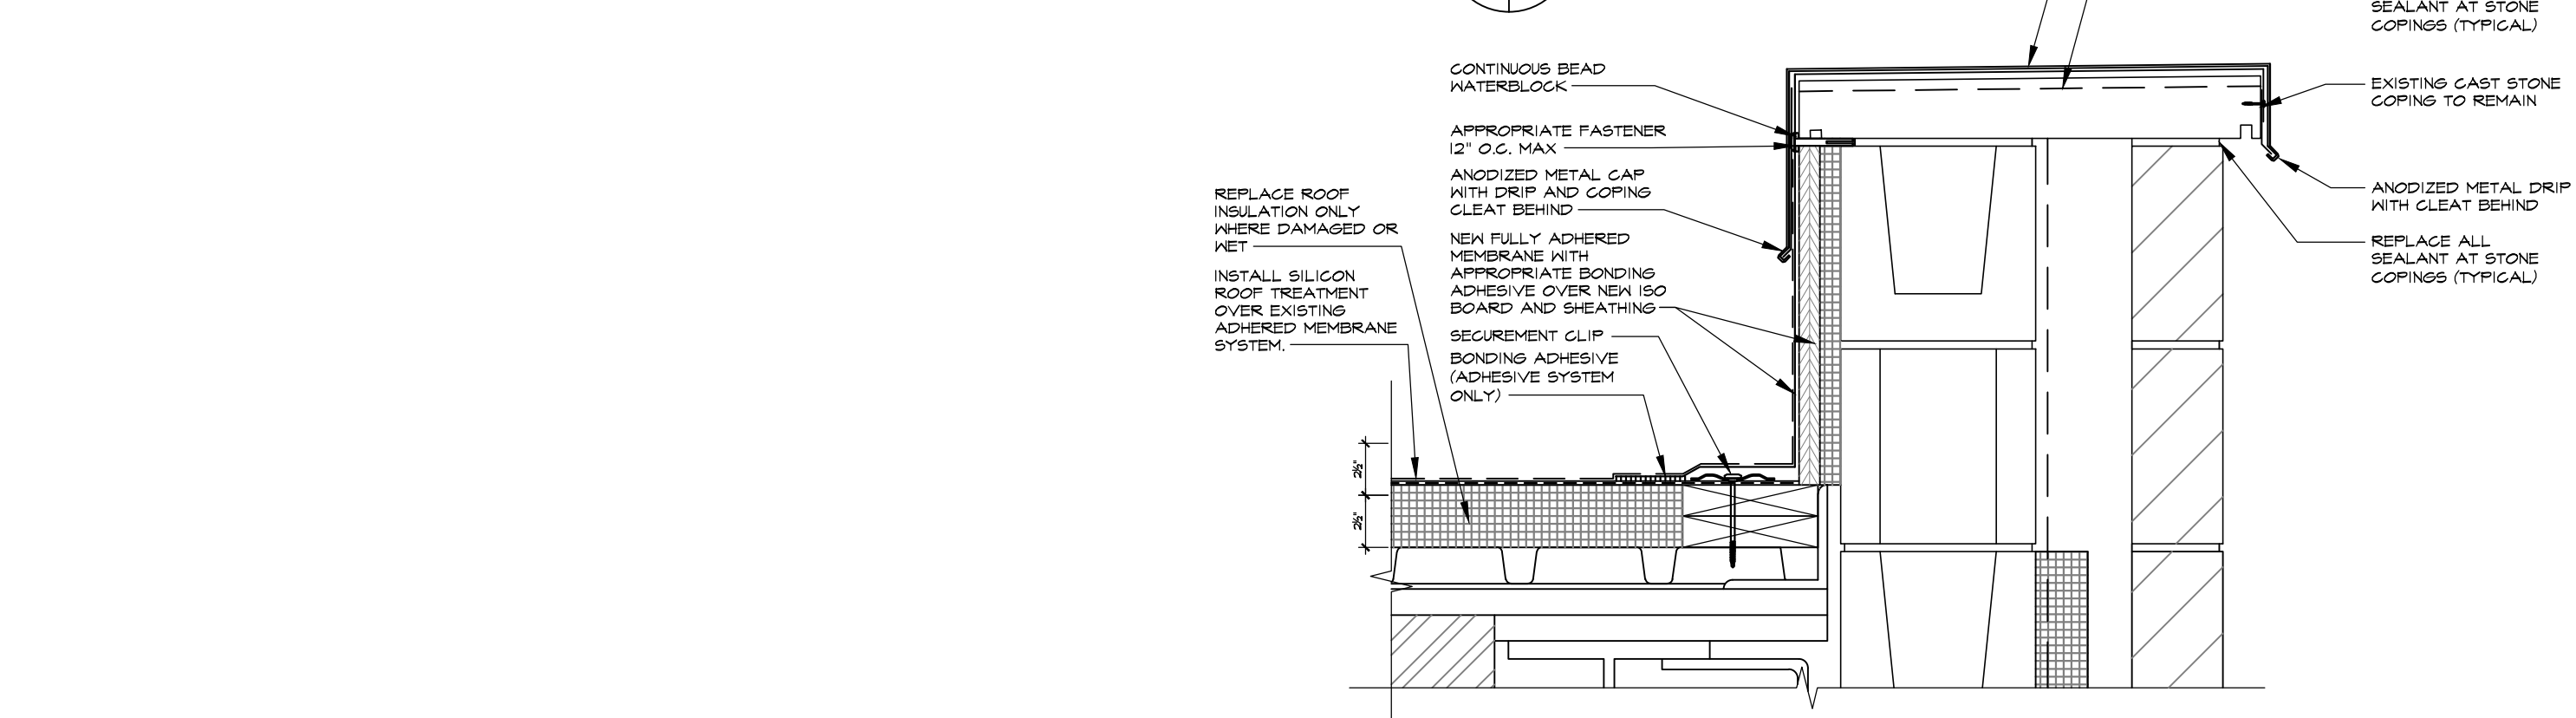 SEALANT AT STONE
COPINGS (TYPICAL)
CONTINUOUS BEAD
WATERBLOCK
APPROPRIATE FASTENER
12" O.C. MAX
ANODIZED METAL CAP
WITH DRIP AND COPING
CLEAT BEHIND
NEW FULLY ADHERED
MEMBRANE WITH
APPROPRIATE BONDING
ADHESIVE OVER NEW ISO
BOARD AND SHEATHING
SECUREMENT CLIP
BONDING ADHESIVE
(ADHESIVE SYSTEM
ONLY)
REPLACE ROOF
INSULATION ONLY
WHERE DAMAGED OR
WET
INSTALL SILICON
ROOF TREATMENT
OVER EXISTING
ADHERED MEMBRANE
SYSTEM.
2½"
2½"
EXISTING CAST STONE
COPING TO REMAIN
ANODIZED METAL DRIP
WITH CLEAT BEHIND
REPLACE ALL
SEALANT AT STONE
COPINGS (TYPICAL)